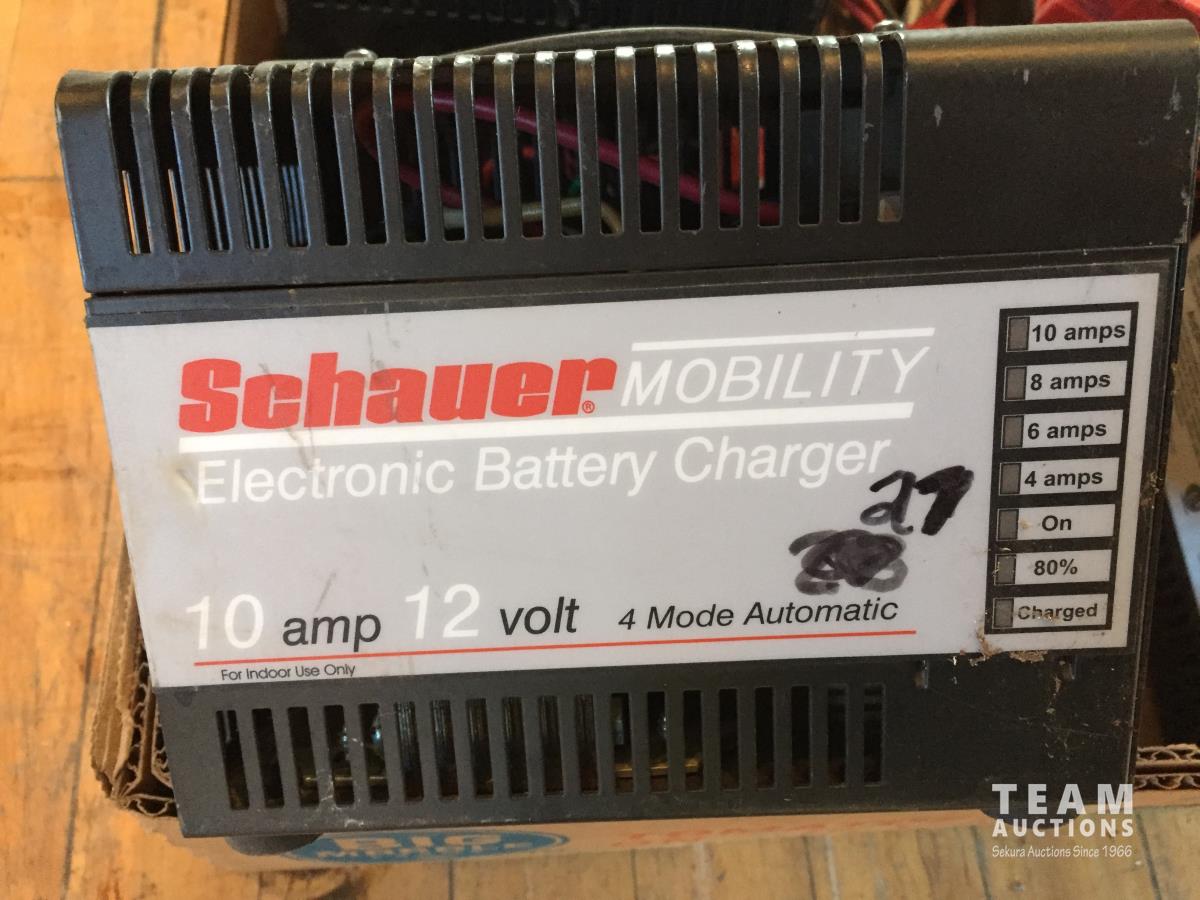 Schauer® MOBILITY
Electronic Battery Charger
27
10 amp 12 volt 4 Mode Automatic
For Indoor Use Only
10 amps
8 amps
6 amps
4 amps
On
80%
Charged
TEAM
AUCTIONS
Sekura Auctions Since 1966